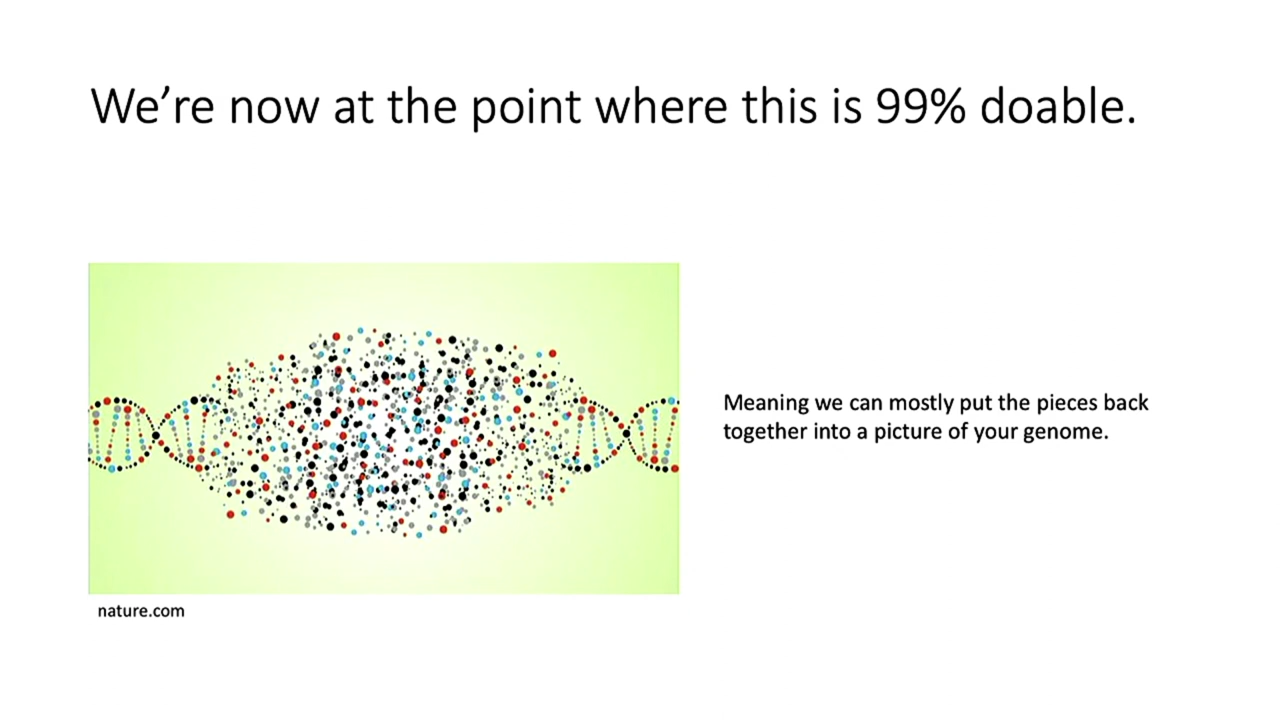 We’re now at the point where this is 99% doable.
Meaning we can mostly put the pieces back
together into a picture of your genome.
nature.com